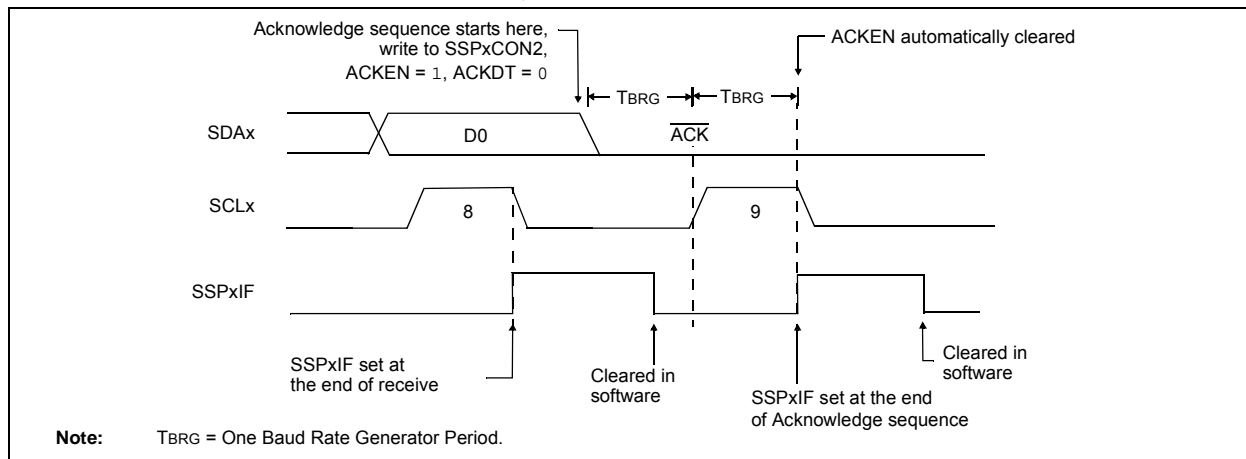 Acknowledge sequence starts here,
write to SSPxCON2,
ACKEN = 1, ACKDT = 0
ACKEN automatically cleared
TBRG
TBRG
SDAx
D0
ACK
SCLx
8
9
SSPxIF
SSPxIF set at
the end of receive
Cleared in
software
SSPxIF set at the end
of Acknowledge sequence
Cleared in
software
Note: TBRG = One Baud Rate Generator Period.